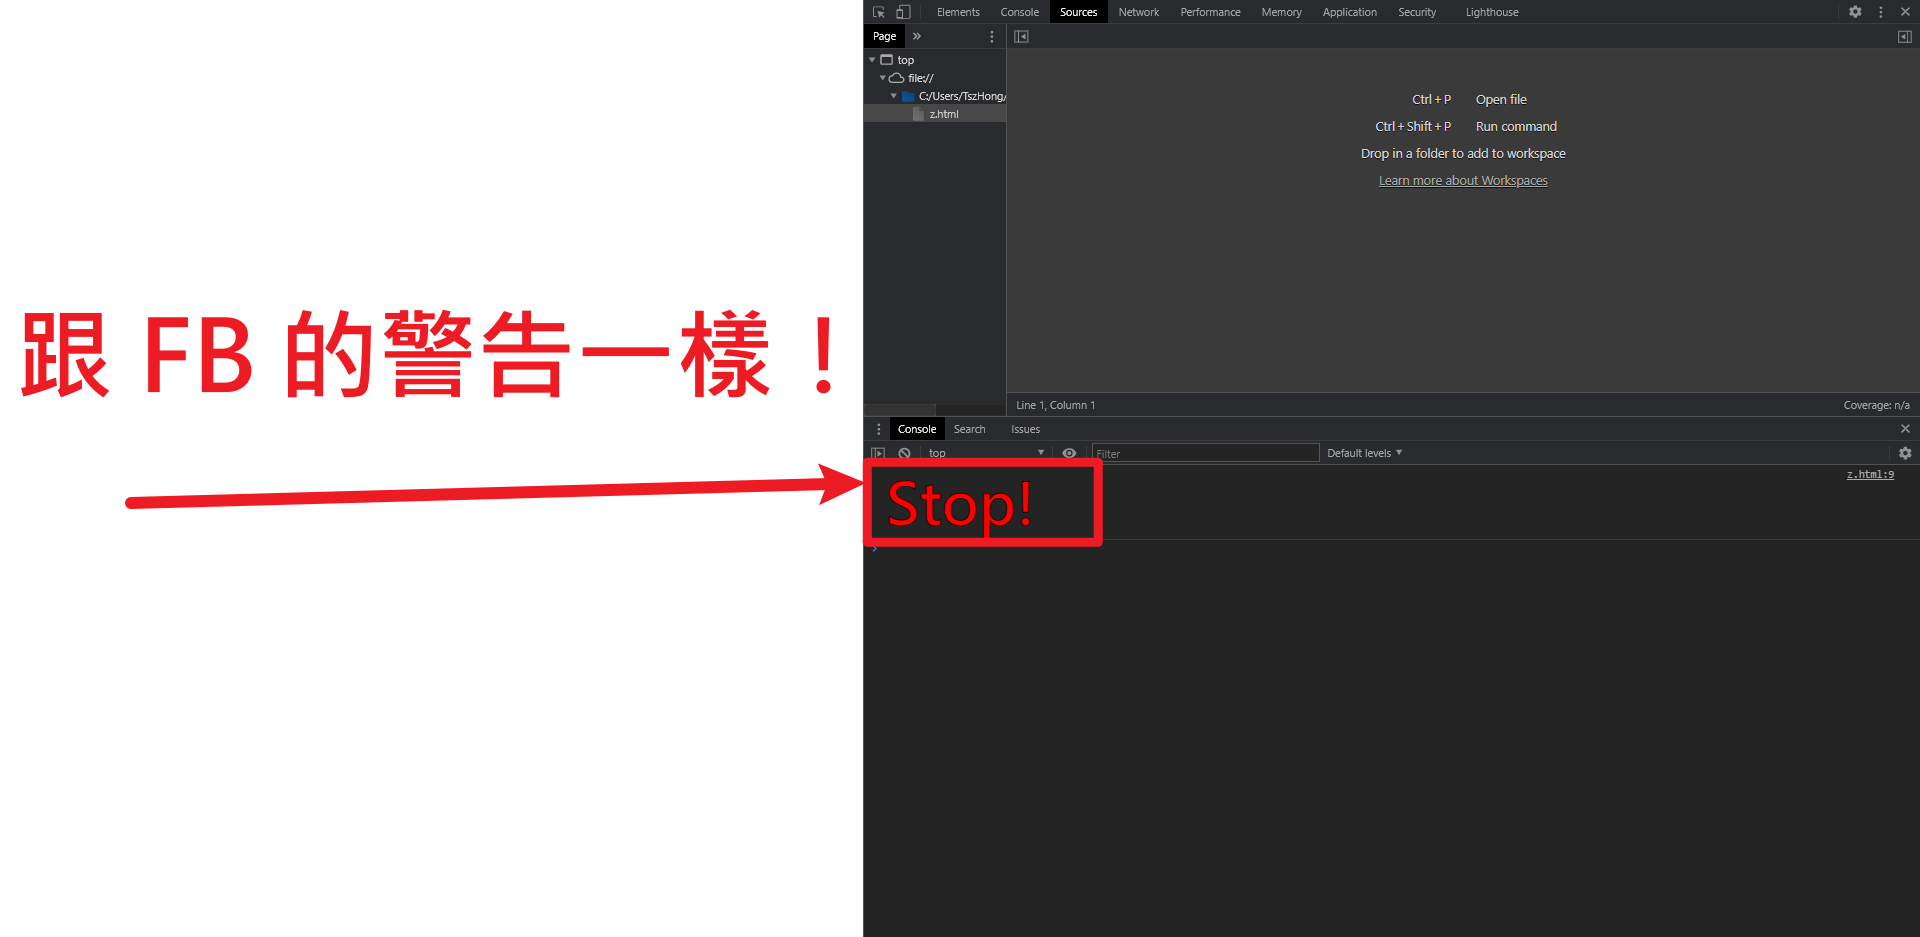 Elements Console Sources Network Performance Memory Application Security Lighthouse
Page »
top
file://
C:/Users/TszHong/
z.html
Ctrl + P Open file
Ctrl + Shift + P Run command
Drop in a folder to add to workspace
Learn more about Workspaces
跟 FB 的警告一樣！
Line 1, Column 1 Coverage: n/a
Console Search Issues
top Filter Default levels
Stop! z.html:9